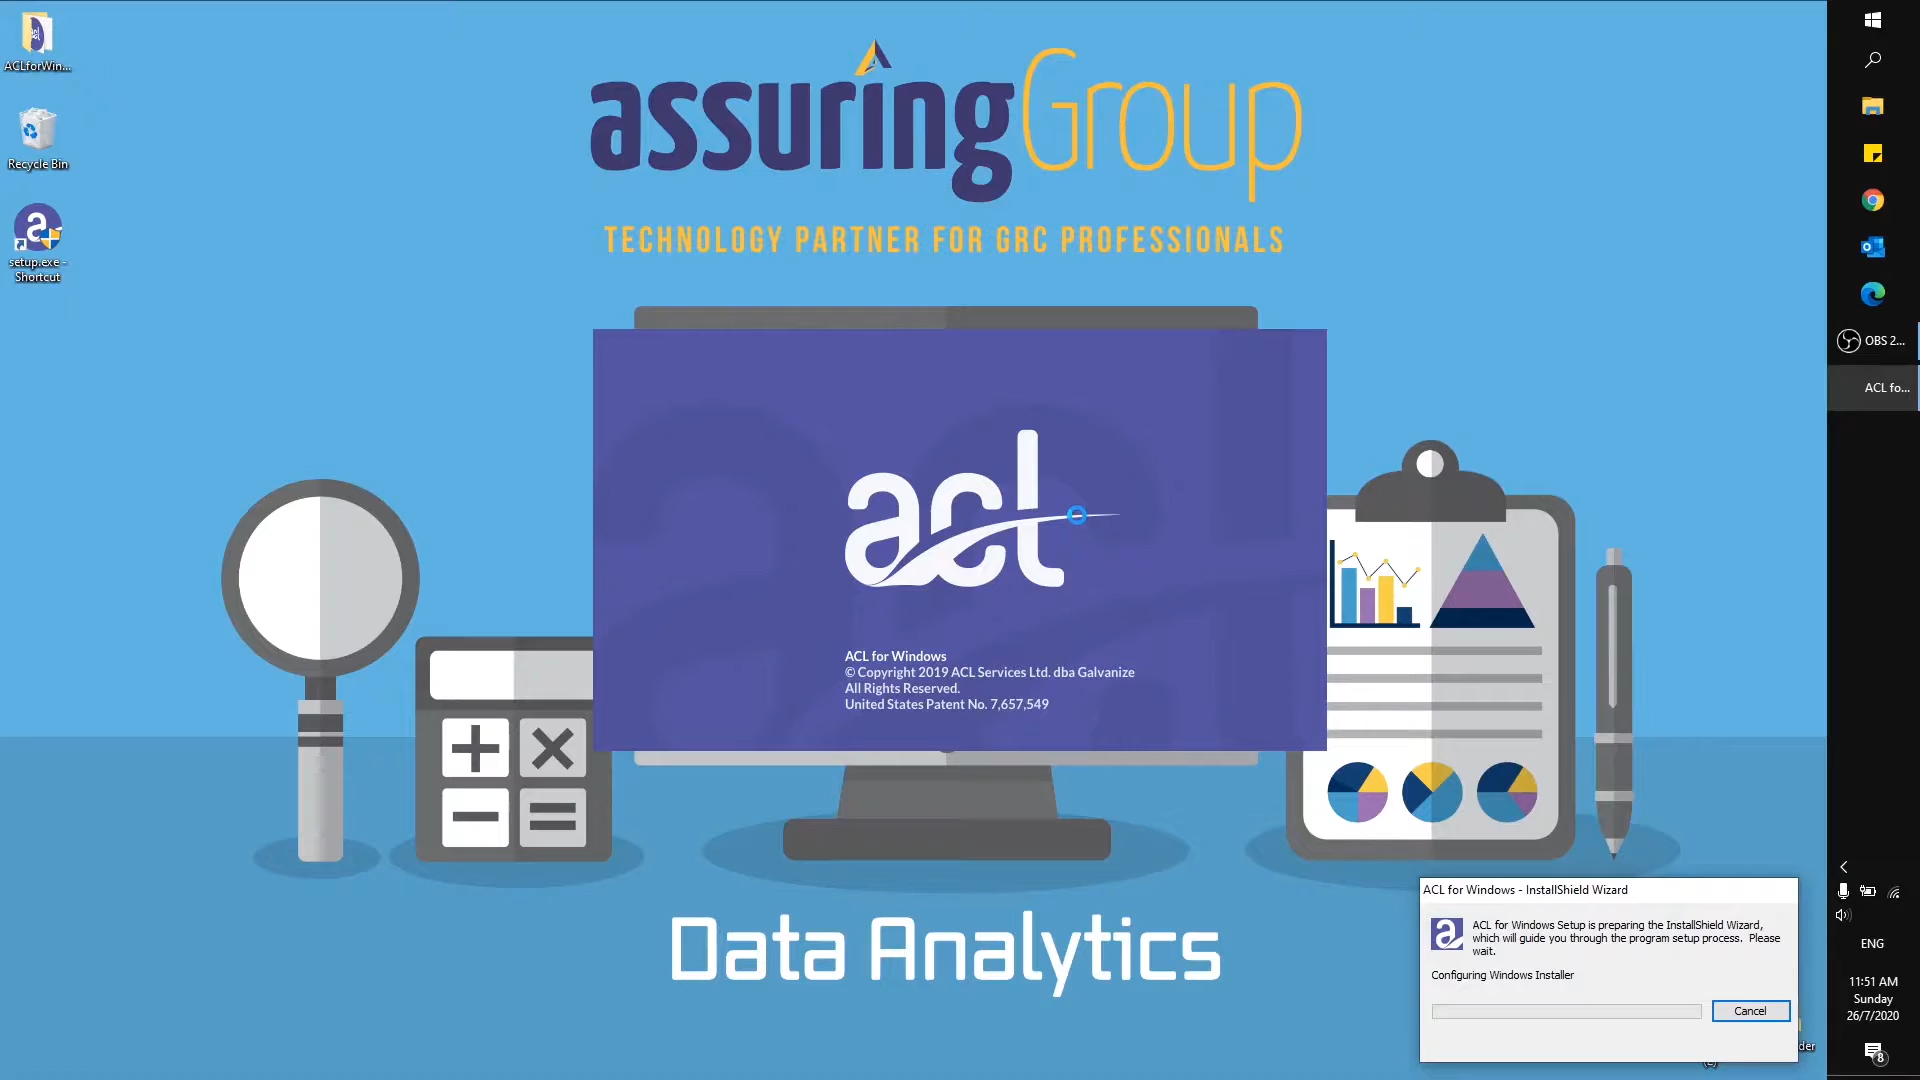 ACLforWin...
Recycle Bin
setup.exe -
Shortcut
assuringGroup
TECHNOLOGY PARTNER FOR GRC PROFESSIONALS
acl
ACL for Windows
© Copyright 2019 ACL Services Ltd. dba Galvanize
All Rights Reserved.
United States Patent No. 7,657,549
Data Analytics
ACL for Windows - InstallShield Wizard
ACL for Windows Setup is preparing the InstallShield Wizard,
which will guide you through the program setup process. Please
wait.
Configuring Windows Installer
Cancel
OBS 2...
ACL fo...
ENG
11:51 AM
Sunday
26/7/2020
8